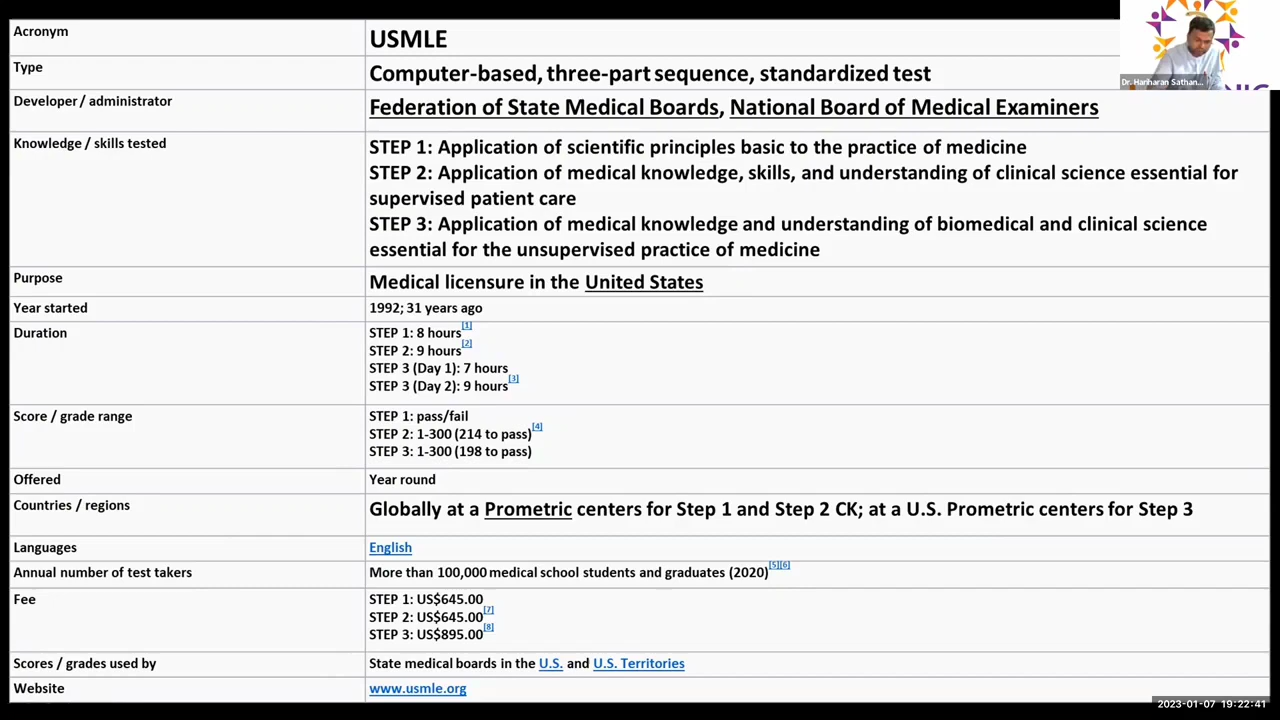 Acronym
USMLE
Type
Computer-based, three-part sequence, standardized test
Developer / administrator
Federation of State Medical Boards, National Board of Medical Examiners
Knowledge / skills tested
STEP 1: Application of scientific principles basic to the practice of medicine
STEP 2: Application of medical knowledge, skills, and understanding of clinical science essential for
supervised patient care
STEP 3: Application of medical knowledge and understanding of biomedical and clinical science
essential for the unsupervised practice of medicine
Purpose
Medical licensure in the United States
Year started
1992; 31 years ago
Duration
STEP 1: 8 hours[1]
STEP 2: 9 hours[2]
STEP 3 (Day 1): 7 hours
STEP 3 (Day 2): 9 hours[3]
Score / grade range
STEP 1: pass/fail
STEP 2: 1-300 (214 to pass)[4]
STEP 3: 1-300 (198 to pass)
Offered
Year round
Countries / regions
Globally at a Prometric centers for Step 1 and Step 2 CK; at a U.S. Prometric centers for Step 3
Languages
English
Annual number of test takers
More than 100,000 medical school students and graduates (2020)[5][6]
Fee
STEP 1: US$645.00
STEP 2: US$645.00[7]
STEP 3: US$895.00[8]
Scores / grades used by
State medical boards in the U.S. and U.S. Territories
Website
www.usmle.org
Dr. Hariharan Sathan...
2023-01-07 19:22:41